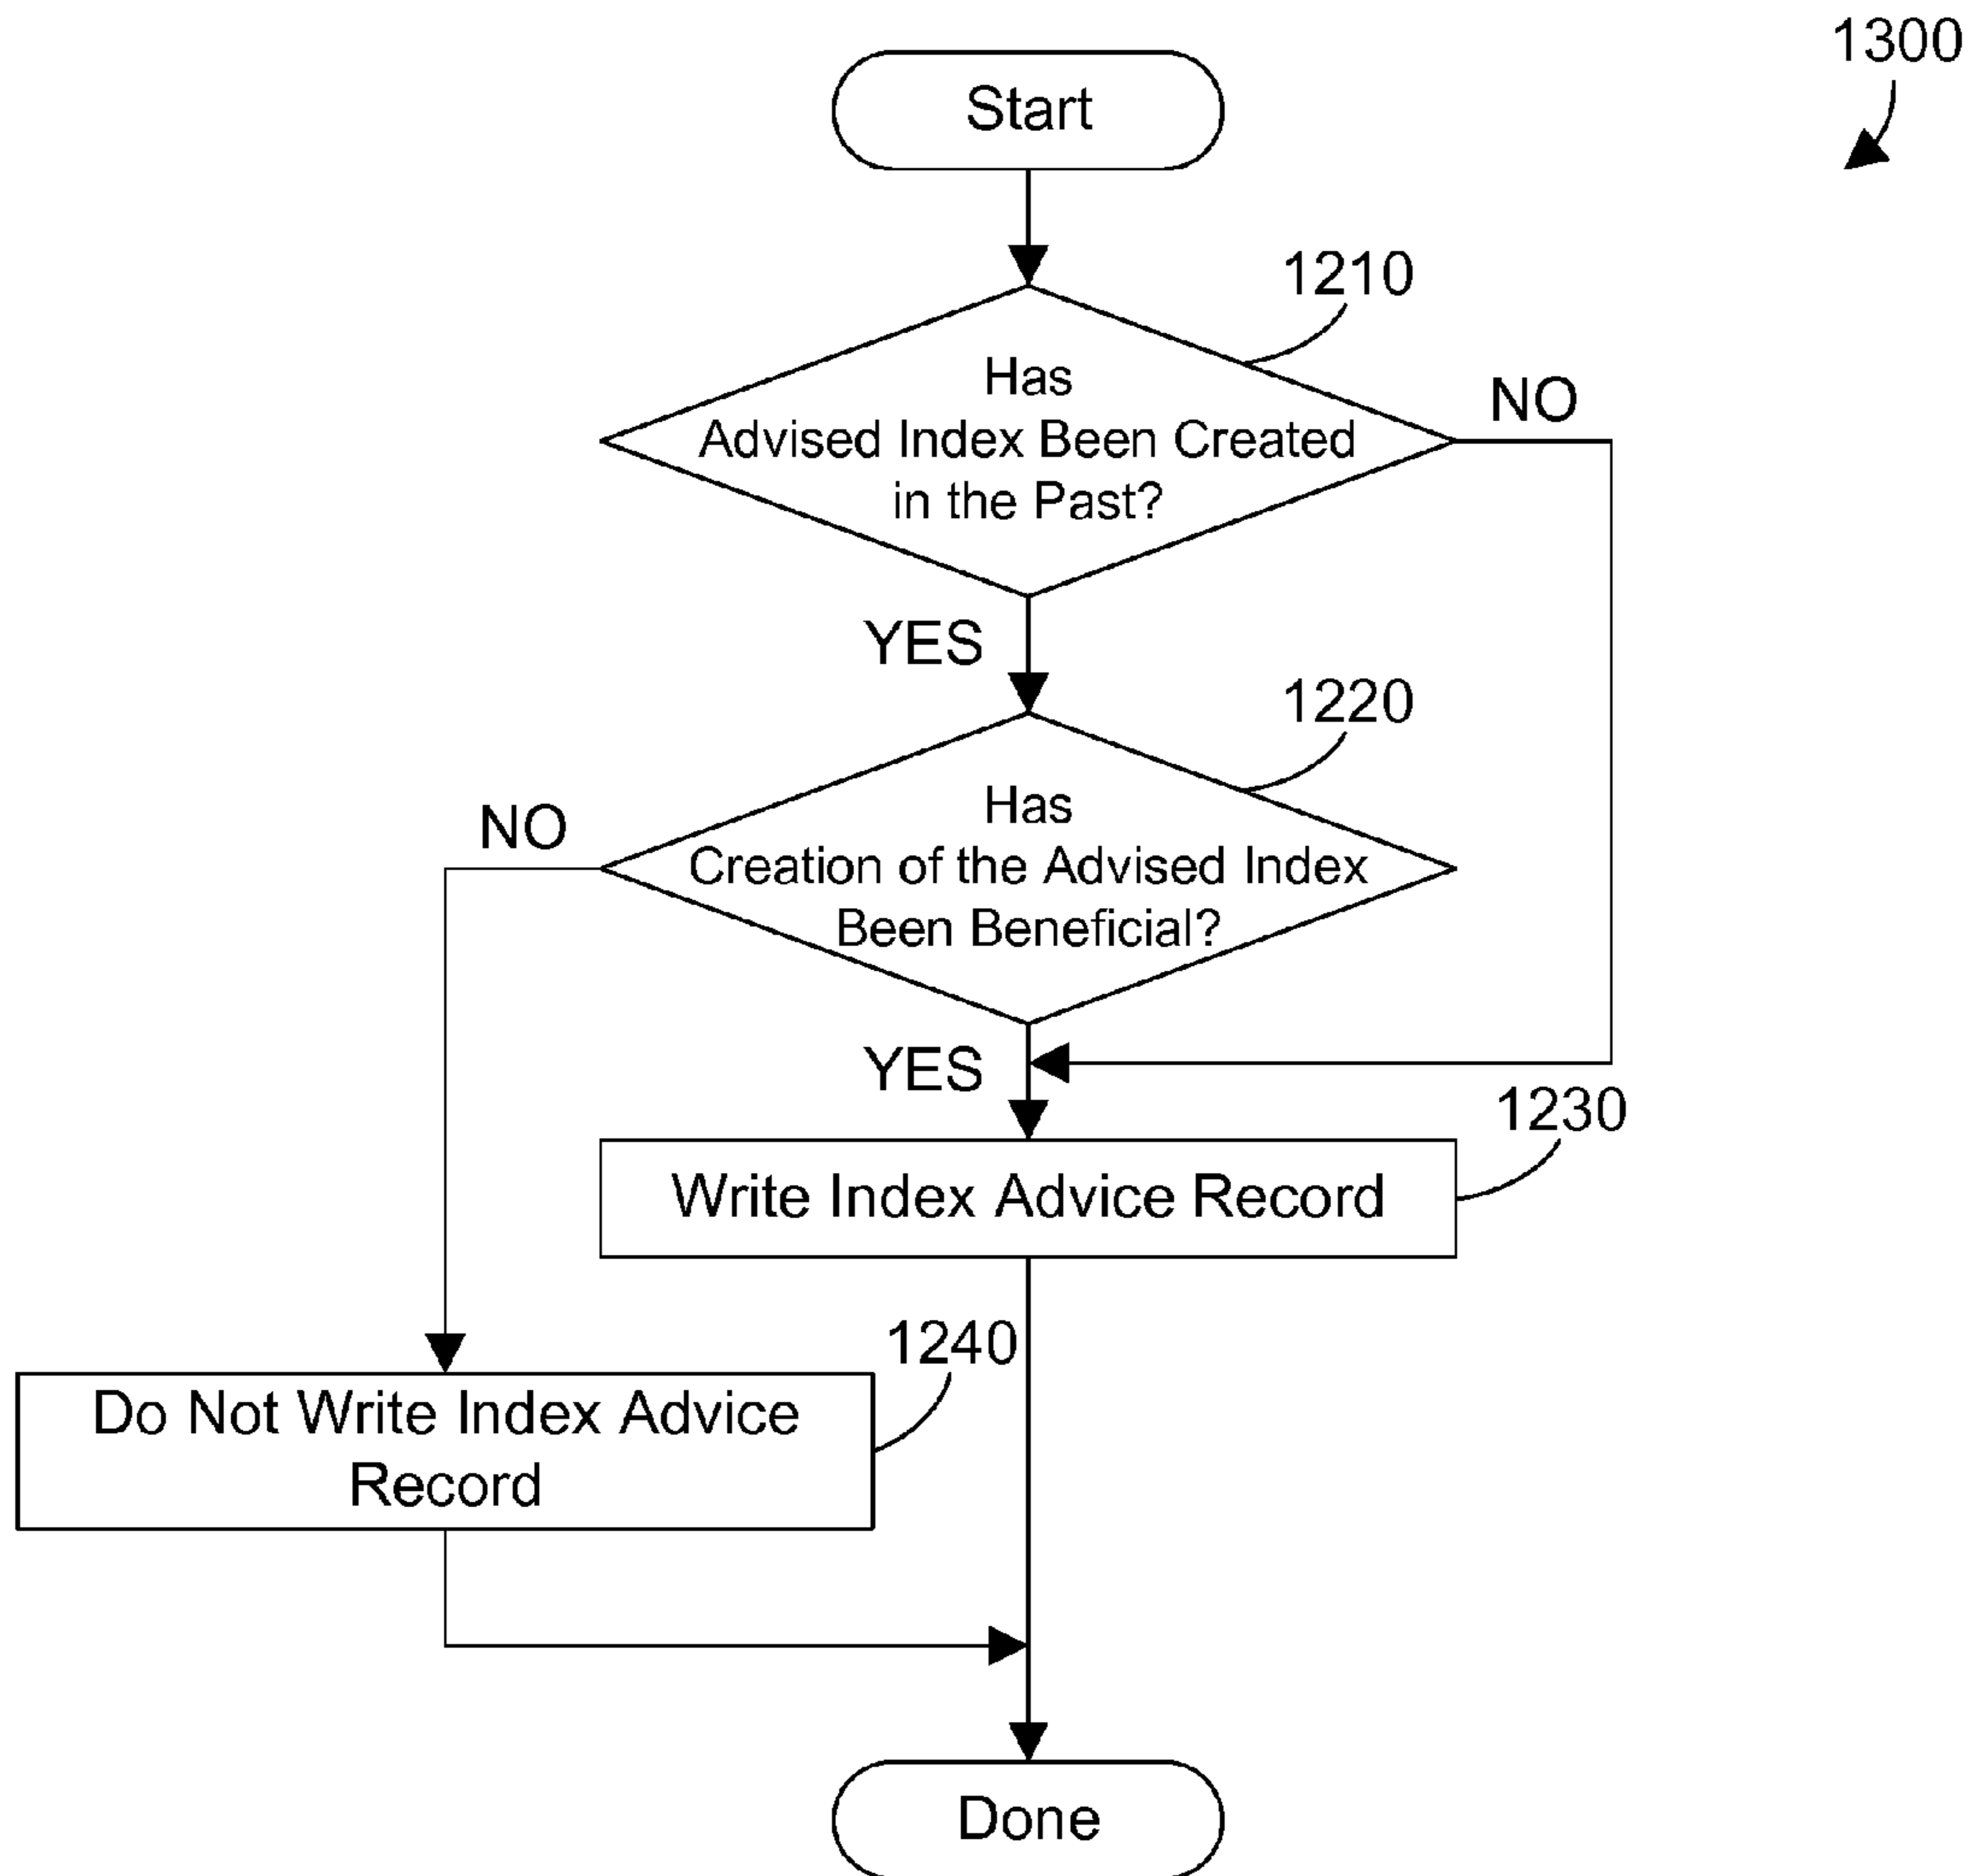 1300
Start
1210
Has
Advised Index Been Created
in the Past?
NO
YES
1220
Has
Creation of the Advised Index
Been Beneficial?
NO
YES
1230
Write Index Advice Record
1240
Do Not Write Index Advice
Record
Done